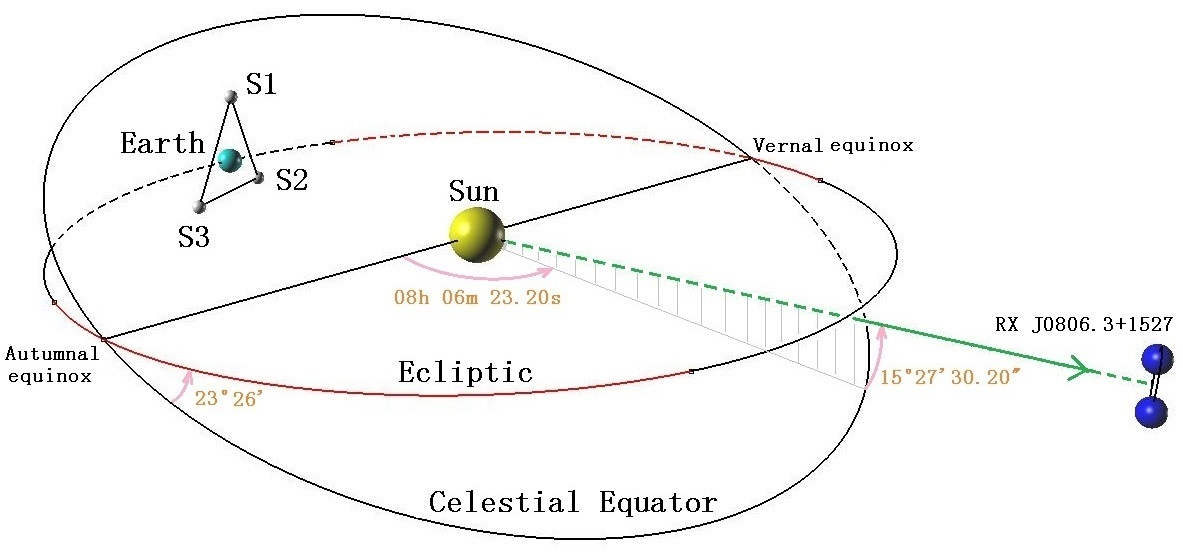 S1
Earth
Vernal equinox
S2
Sun
S3
08h 06m 23.20s
RX J0806.3+1527
Autumnal
equinox
Ecliptic
15°27′30.20″
23°26′
Celestial Equator